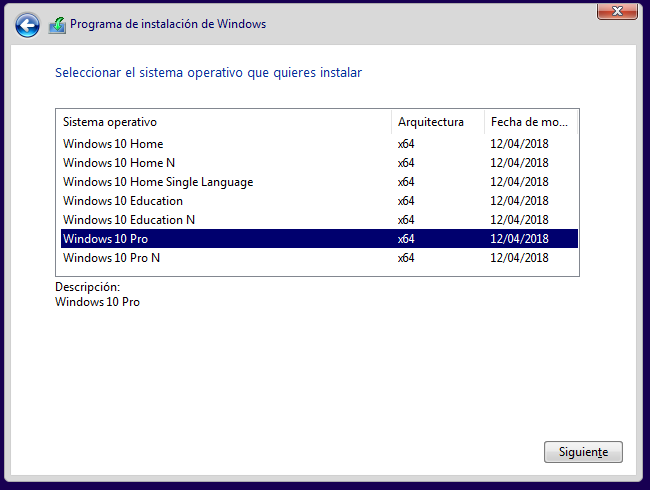 Programa de instalación de Windows
Seleccionar el sistema operativo que quieres instalar
Sistema operativo Arquitectura Fecha de mo...
Windows 10 Home x64 12/04/2018
Windows 10 Home N x64 12/04/2018
Windows 10 Home Single Language x64 12/04/2018
Windows 10 Education x64 12/04/2018
Windows 10 Education N x64 12/04/2018
Windows 10 Pro x64 12/04/2018
Windows 10 Pro N x64 12/04/2018
Descripción:
Windows 10 Pro
Siguiente